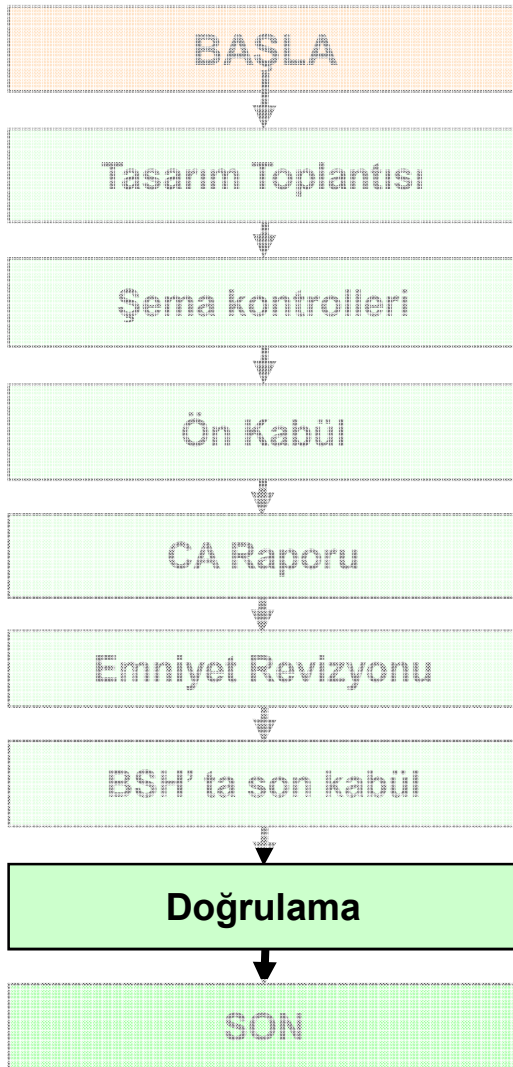 BAŞLA
Tasarım Toplantısı
Şema kontrolleri
Ön Kabül
CA Raporu
Emniyet Revizyonu
BSH' ta son kabül
Doğrulama
SON